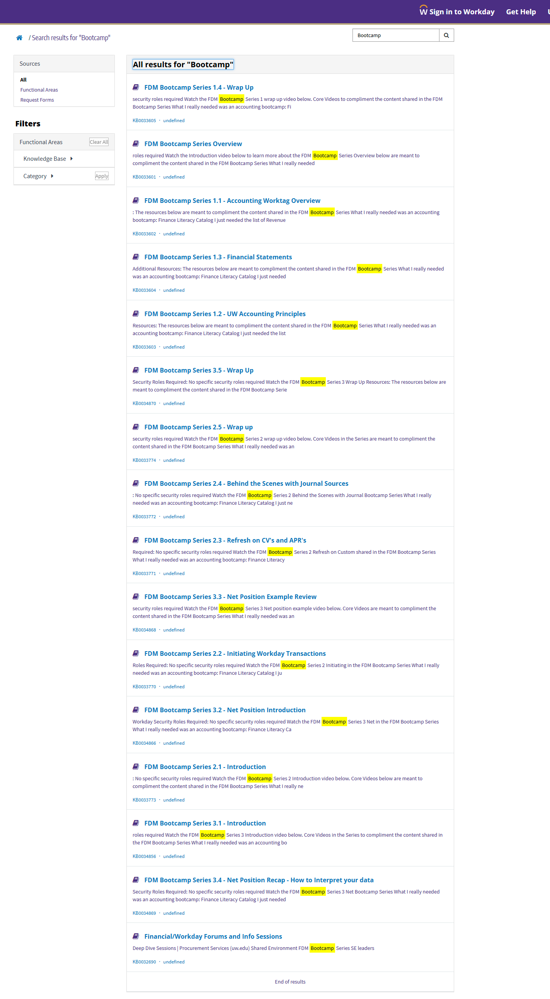 W Sign in to Workday Get Help
/ Search results for "Bootcamp"
Bootcamp
Sources
All
Functional Areas
Request Forms
Filters
Functional Areas Clear All
Knowledge Base
Category Apply
All results for "Bootcamp"
FDM Bootcamp Series 1.4 - Wrap Up
security roles required Watch the FDM Bootcamp Series 1 wrap up video below. Core Videos to compliment the content shared in the FDM
Bootcamp Series What I really needed was an accounting bootcamp: Fi
KB0033605 · undefined
FDM Bootcamp Series Overview
roles required Watch the Introduction video below to learn more about the FDM Bootcamp Series Overview below are meant to
compliment the content shared in the FDM Bootcamp Series What I really needed
KB0033601 · undefined
FDM Bootcamp Series 1.1 - Accounting Worktag Overview
: The resources below are meant to compliment the content shared in the FDM Bootcamp Series What I really needed was an accounting
bootcamp: Finance Literacy Catalog I just needed the list of Revenue
KB0033602 · undefined
FDM Bootcamp Series 1.3 - Financial Statements
Additional Resources: The resources below are meant to compliment the content shared in the FDM Bootcamp Series What I really needed
was an accounting bootcamp: Finance Literacy Catalog I just needed
KB0033604 · undefined
FDM Bootcamp Series 1.2 - UW Accounting Principles
Resources: The resources below are meant to compliment the content shared in the FDM Bootcamp Series What I really needed was an
accounting bootcamp: Finance Literacy Catalog I just needed the list
KB0033603 · undefined
FDM Bootcamp Series 3.5 - Wrap Up
Security Roles Required: No specific security roles required Watch the FDM Bootcamp Series 3 Wrap Up Resources: The resources below are
meant to compliment the content shared in the FDM Bootcamp Serie
KB0034870 · undefined
FDM Bootcamp Series 2.5 - Wrap up
security roles required Watch the FDM Bootcamp Series 2 wrap up video below. Core Videos in the Series are meant to compliment the
content shared in the FDM Bootcamp Series What I really needed was an
KB0033774 · undefined
FDM Bootcamp Series 2.4 - Behind the Scenes with Journal Sources
: No specific security roles required Watch the FDM Bootcamp Series 2 Behind the Scenes with Journal Bootcamp Series What I really
needed was an accounting bootcamp: Finance Literacy Catalog I just ne
KB0033772 · undefined
FDM Bootcamp Series 2.3 - Refresh on CV's and APR's
Required: No specific security roles required Watch the FDM Bootcamp Series 2 Refresh on Custom shared in the FDM Bootcamp Series
What I really needed was an accounting bootcamp: Finance Literacy
KB0033771 · undefined
FDM Bootcamp Series 3.3 - Net Position Example Review
security roles required Watch the FDM Bootcamp Series 3 Net position example video below. Core Videos are meant to compliment the
content shared in the FDM Bootcamp Series What I really needed was an
KB0034868 · undefined
FDM Bootcamp Series 2.2 - Initiating Workday Transactions
Roles Required: No specific security roles required Watch the FDM Bootcamp Series 2 Initiating in the FDM Bootcamp Series What I really
needed was an accounting bootcamp: Finance Literacy Catalog I ju
KB0033770 · undefined
FDM Bootcamp Series 3.2 - Net Position Introduction
Workday Security Roles Required: No specific security roles required Watch the FDM Bootcamp Series 3 Net in the FDM Bootcamp Series
What I really needed was an accounting bootcamp: Finance Literacy Ca
KB0034866 · undefined
FDM Bootcamp Series 2.1 - Introduction
: No specific security roles required Watch the FDM Bootcamp Series 2 Introduction video below. Core Videos below are meant to
compliment the content shared in the FDM Bootcamp Series What I really ne
KB0033773 · undefined
FDM Bootcamp Series 3.1 - Introduction
roles required Watch the FDM Bootcamp Series 3 Introduction video below. Core Videos in the Series to compliment the content shared in
the FDM Bootcamp Series What I really needed was an accounting bo
KB0034856 · undefined
FDM Bootcamp Series 3.4 - Net Position Recap - How to Interpret your data
Security Roles Required: No specific security roles required Watch the FDM Bootcamp Series 3 Net Bootcamp Series What I really needed
was an accounting bootcamp: Finance Literacy Catalog I just needed
KB0034869 · undefined
Financial/Workday Forums and Info Sessions
Deep Dive Sessions | Procurement Services (uw.edu) Shared Environment FDM Bootcamp Series SE leaders
KB0032690 · undefined
End of results